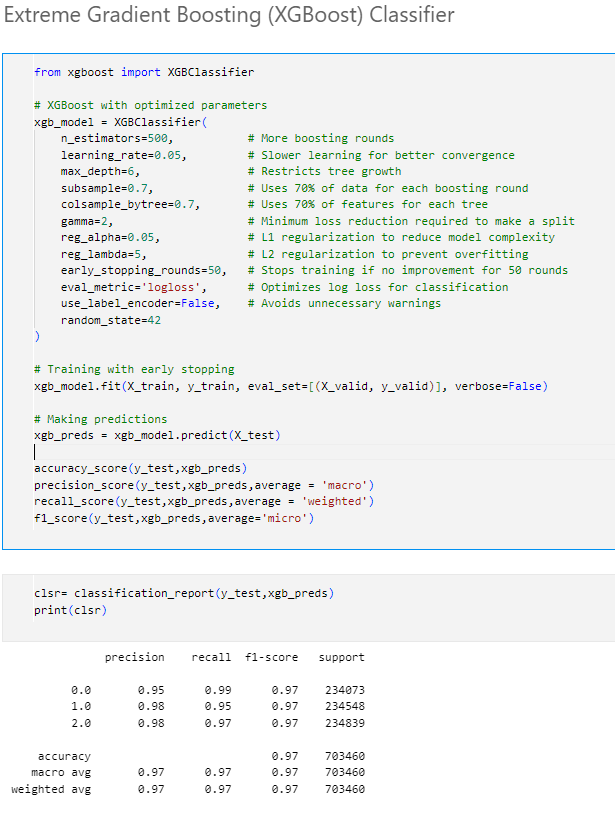 Extreme Gradient Boosting (XGBoost) Classifier
from xgboost import XGBClassifier
# XGBoost with optimized parameters
xgb_model = XGBClassifier(
n_estimators=500, # More boosting rounds
learning_rate=0.05, # Slower learning for better convergence
max_depth=6, # Restricts tree growth
subsample=0.7, # Uses 70% of data for each boosting round
colsample_bytree=0.7, # Uses 70% of features for each tree
gamma=2, # Minimum loss reduction required to make a split
reg_alpha=0.05, # L1 regularization to reduce model complexity
reg_lambda=5, # L2 regularization to prevent overfitting
early_stopping_rounds=50, # Stops training if no improvement for 50 rounds
eval_metric='logloss', # Optimizes log loss for classification
use_label_encoder=False, # Avoids unnecessary warnings
random_state=42
)
# Training with early stopping
xgb_model.fit(X_train, y_train, eval_set=[(X_valid, y_valid)], verbose=False)
# Making predictions
xgb_preds = xgb_model.predict(X_test)
accuracy_score(y_test,xgb_preds)
precision_score(y_test,xgb_preds,average = 'macro')
recall_score(y_test,xgb_preds,average = 'weighted')
f1_score(y_test,xgb_preds,average='micro')
clsr= classification_report(y_test,xgb_preds)
print(clsr)
precision recall f1-score support
0.0 0.95 0.99 0.97 234073
1.0 0.98 0.95 0.97 234548
2.0 0.98 0.97 0.97 234839
accuracy 0.97 703460
macro avg 0.97 0.97 0.97 703460
weighted avg 0.97 0.97 0.97 703460